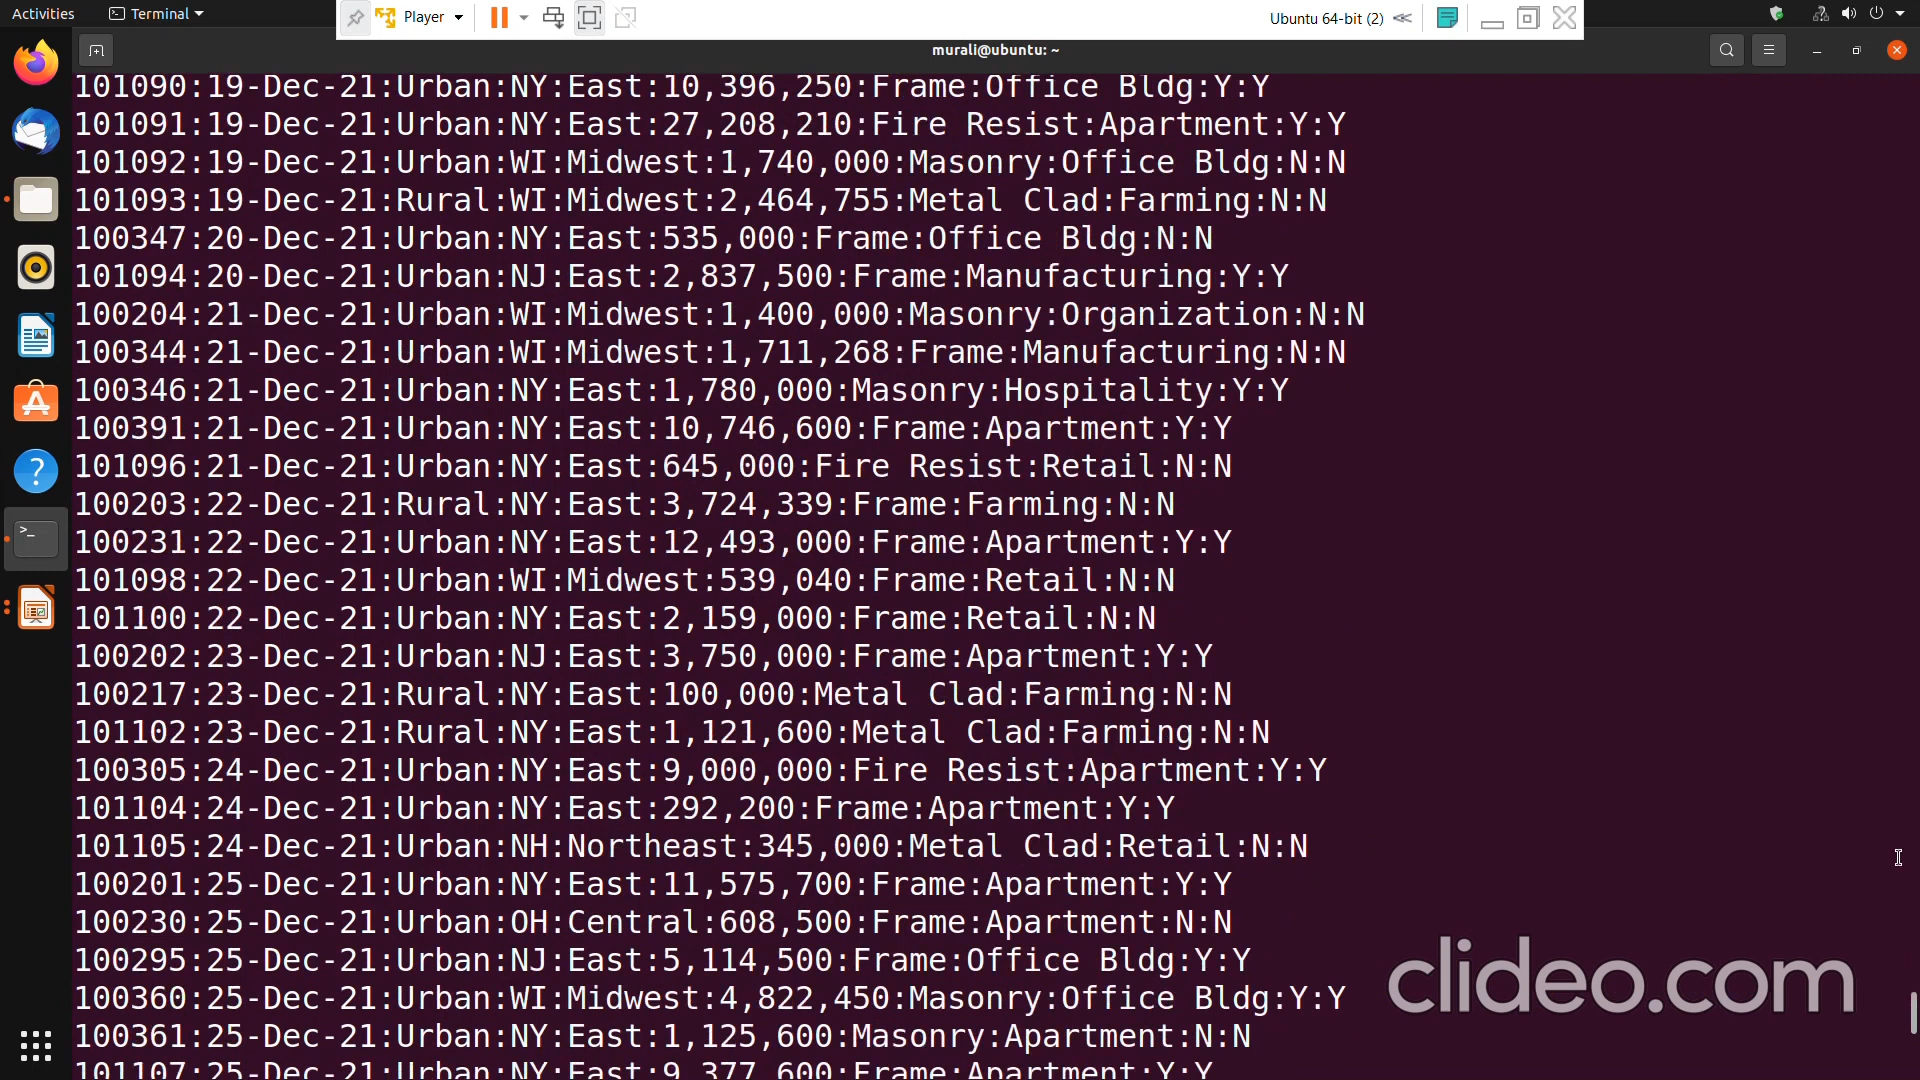 Activities Terminal Player Ubuntu 64-bit (2)
murali@ubuntu: ~
101090:19-Dec-21:Urban:NY:East:10,396,250:Frame:Office Bldg:Y:Y
101091:19-Dec-21:Urban:NY:East:27,208,210:Fire Resist:Apartment:Y:Y
101092:19-Dec-21:Urban:WI:Midwest:1,740,000:Masonry:Office Bldg:N:N
101093:19-Dec-21:Rural:WI:Midwest:2,464,755:Metal Clad:Farming:N:N
100347:20-Dec-21:Urban:NY:East:535,000:Frame:Office Bldg:N:N
101094:20-Dec-21:Urban:NJ:East:2,837,500:Frame:Manufacturing:Y:Y
100204:21-Dec-21:Urban:WI:Midwest:1,400,000:Masonry:Organization:N:N
100344:21-Dec-21:Urban:WI:Midwest:1,711,268:Frame:Manufacturing:N:N
100346:21-Dec-21:Urban:NY:East:1,780,000:Masonry:Hospitality:Y:Y
100391:21-Dec-21:Urban:NY:East:10,746,600:Frame:Apartment:Y:Y
101096:21-Dec-21:Urban:NY:East:645,000:Fire Resist:Retail:N:N
100203:22-Dec-21:Rural:NY:East:3,724,339:Frame:Farming:N:N
100231:22-Dec-21:Urban:NY:East:12,493,000:Frame:Apartment:Y:Y
101098:22-Dec-21:Urban:WI:Midwest:539,040:Frame:Retail:N:N
101100:22-Dec-21:Urban:NY:East:2,159,000:Frame:Retail:N:N
100202:23-Dec-21:Urban:NJ:East:3,750,000:Frame:Apartment:Y:Y
100217:23-Dec-21:Rural:NY:East:100,000:Metal Clad:Farming:N:N
101102:23-Dec-21:Rural:NY:East:1,121,600:Metal Clad:Farming:N:N
100305:24-Dec-21:Urban:NY:East:9,000,000:Fire Resist:Apartment:Y:Y
101104:24-Dec-21:Urban:NY:East:292,200:Frame:Apartment:Y:Y
101105:24-Dec-21:Urban:NH:Northeast:345,000:Metal Clad:Retail:N:N
100201:25-Dec-21:Urban:NY:East:11,575,700:Frame:Apartment:Y:Y
100230:25-Dec-21:Urban:OH:Central:608,500:Frame:Apartment:N:N
100295:25-Dec-21:Urban:NJ:East:5,114,500:Frame:Office Bldg:Y:Y
100360:25-Dec-21:Urban:WI:Midwest:4,822,450:Masonry:Office Bldg:Y:Y
100361:25-Dec-21:Urban:NY:East:1,125,600:Masonry:Apartment:N:N
101107:25-Dec-21:Urban:NY:East:9,377,600:Frame:Apartment:Y:Y
clideo.com